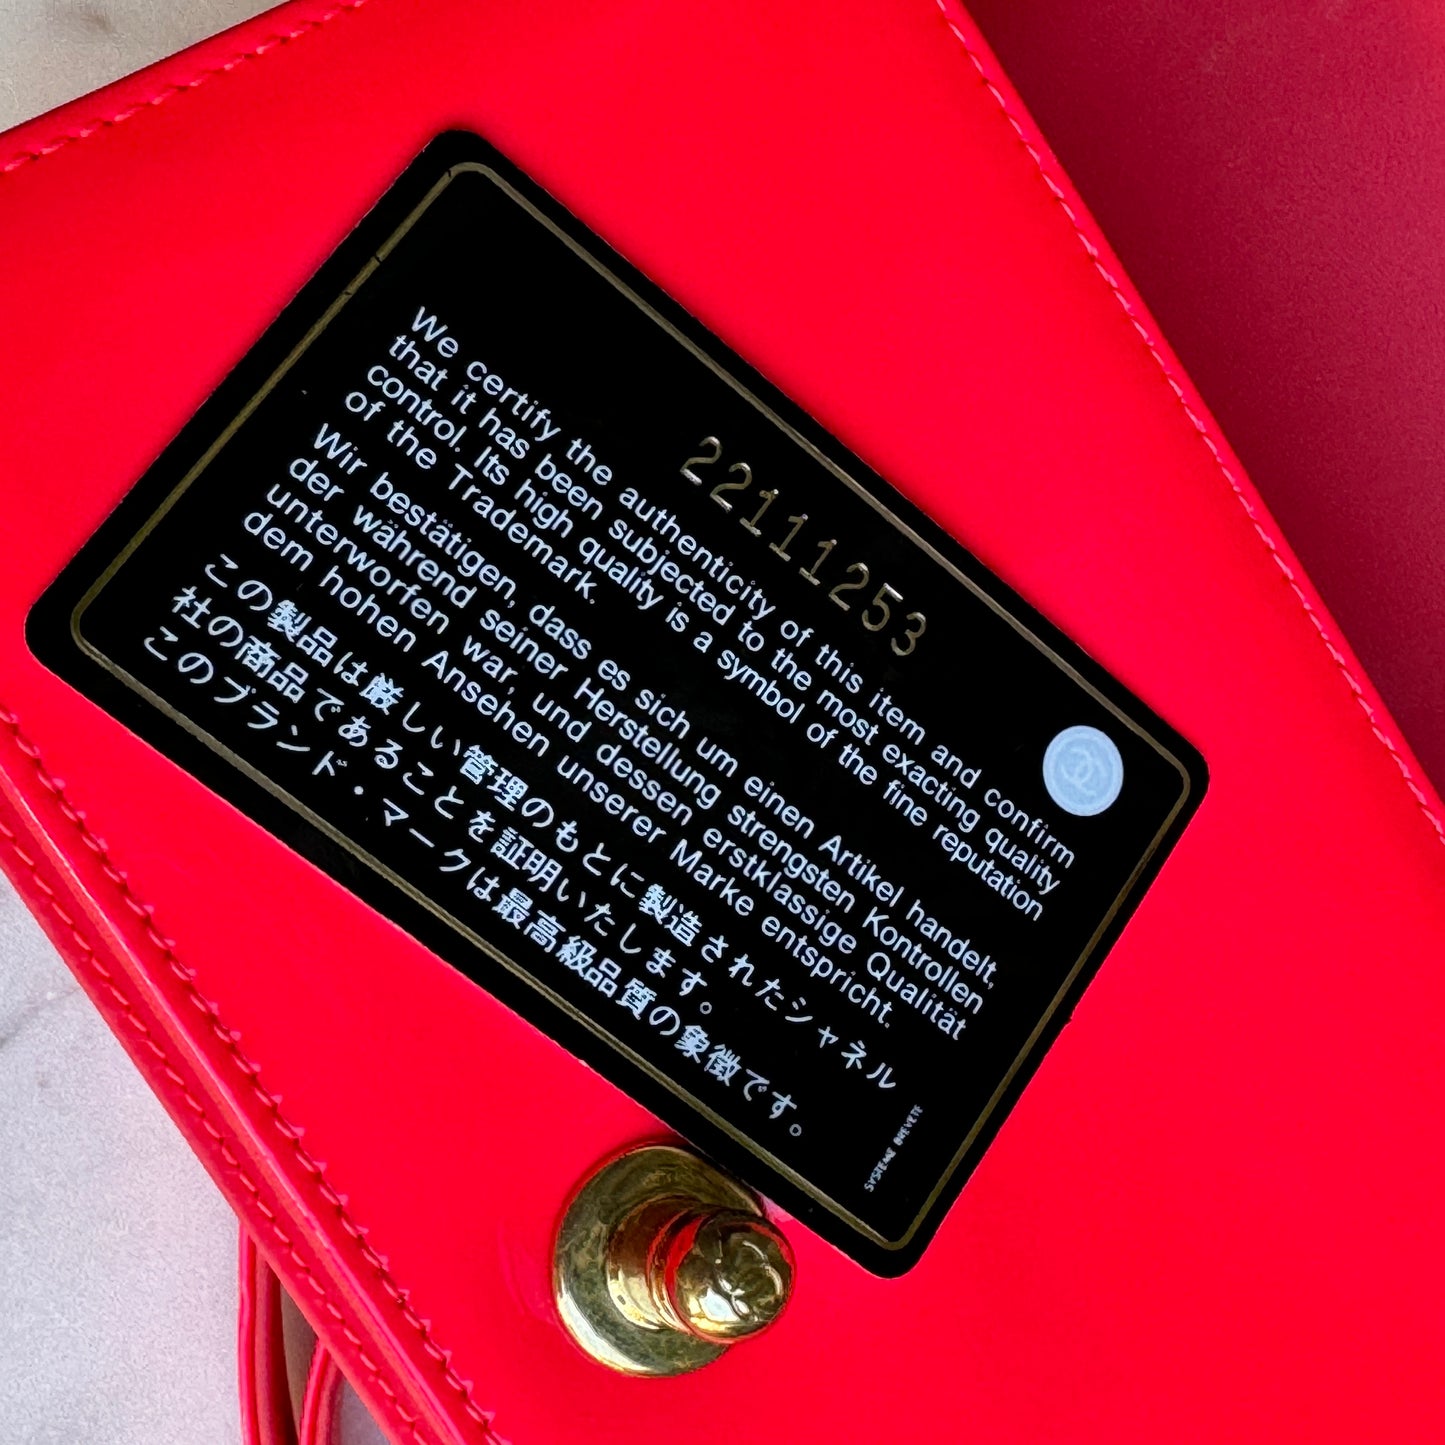 22111253
We certify the authenticity of this item and confirm
that it has been subjected to the most exacting quality
control. Its high quality is a symbol of the fine reputation
of the Trademark.
Wir bestätigen, dass es sich um einen Artikel handelt,
der während seiner Herstellung strengsten Kontrollen
unterworfen war, und dessen erstklassige Qualität
dem hohen Ansehen unserer Marke entspricht.
この製品は厳しい管理のもとに製造されたシャネル
社の商品であることを証明いたします。
このブランド・マークは最高級品質の象徴です。
SYSTEME BREVETE